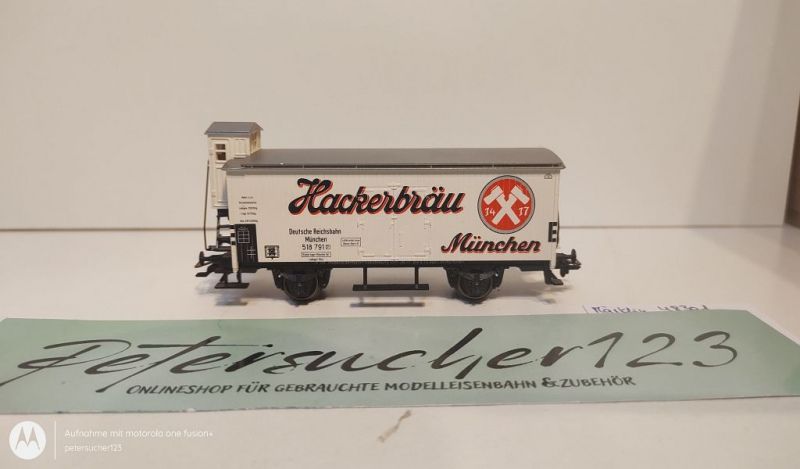 Hackerbräu
14 17
München
Deutsche Reichsbahn
München
518 791
E
Petersucher123
ONLINESHOP FÜR GEBRAUCHTE MODELLEISENBAHN & ZUBEHÖR
Aufnahme mit motorola one fusion+
petersucher123